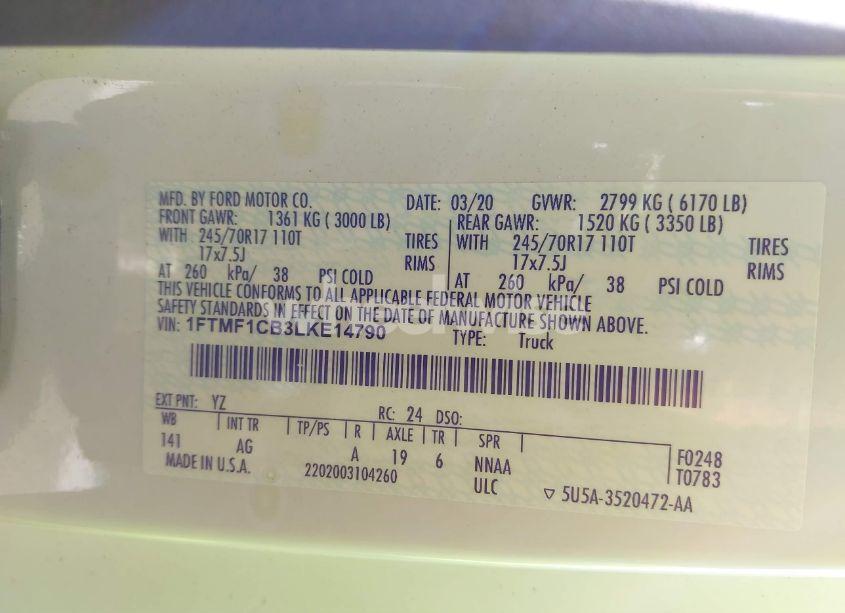 MFD. BY FORD MOTOR CO. DATE: 03/20 GVWR: 2799 KG ( 6170 LB)
FRONT GAWR: 1361 KG ( 3000 LB) REAR GAWR: 1520 KG ( 3350 LB)
WITH 245/70R17 110T TIRES WITH 245/70R17 110T TIRES
17x7.5J RIMS 17x7.5J RIMS
AT 260 kPa/ 38 PSI COLD AT 260 kPa/ 38 PSI COLD
THIS VEHICLE CONFORMS TO ALL APPLICABLE FEDERAL MOTOR VEHICLE
SAFETY STANDARDS IN EFFECT ON THE DATE OF MANUFACTURE SHOWN ABOVE.
VIN: 1FTMF1CB3LKE14790 TYPE: Truck
EXT PNT: YZ RC: 24 DSO:
WB INT TR TP/PS R AXLE TR SPR
141 AG A 19 6 NNAA F0248
MADE IN U.S.A. 2202003104260 ULC T0783
▽ 5U5A-3520472-AA